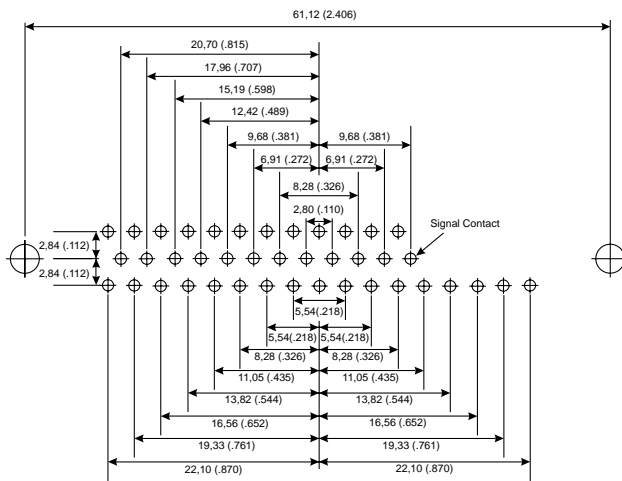 61,12 (2.406)
20,70 (.815)
17,96 (.707)
15,19 (.598)
12,42 (.489)
9,68 (.381) 9,68 (.381)
6,91 (.272) 6,91 (.272)
8,28 (.326)
2,80 (.110)
Signal Contact
2,84 (.112)
2,84 (.112)
5,54(.218)
5,54(.218) 5,54(.218)
8,28 (.326) 8,28 (.326)
11,05 (.435) 11,05 (.435)
13,82 (.544) 13,82 (.544)
16,56 (.652) 16,56 (.652)
19,33 (.761) 19,33 (.761)
22,10 (.870) 22,10 (.870)